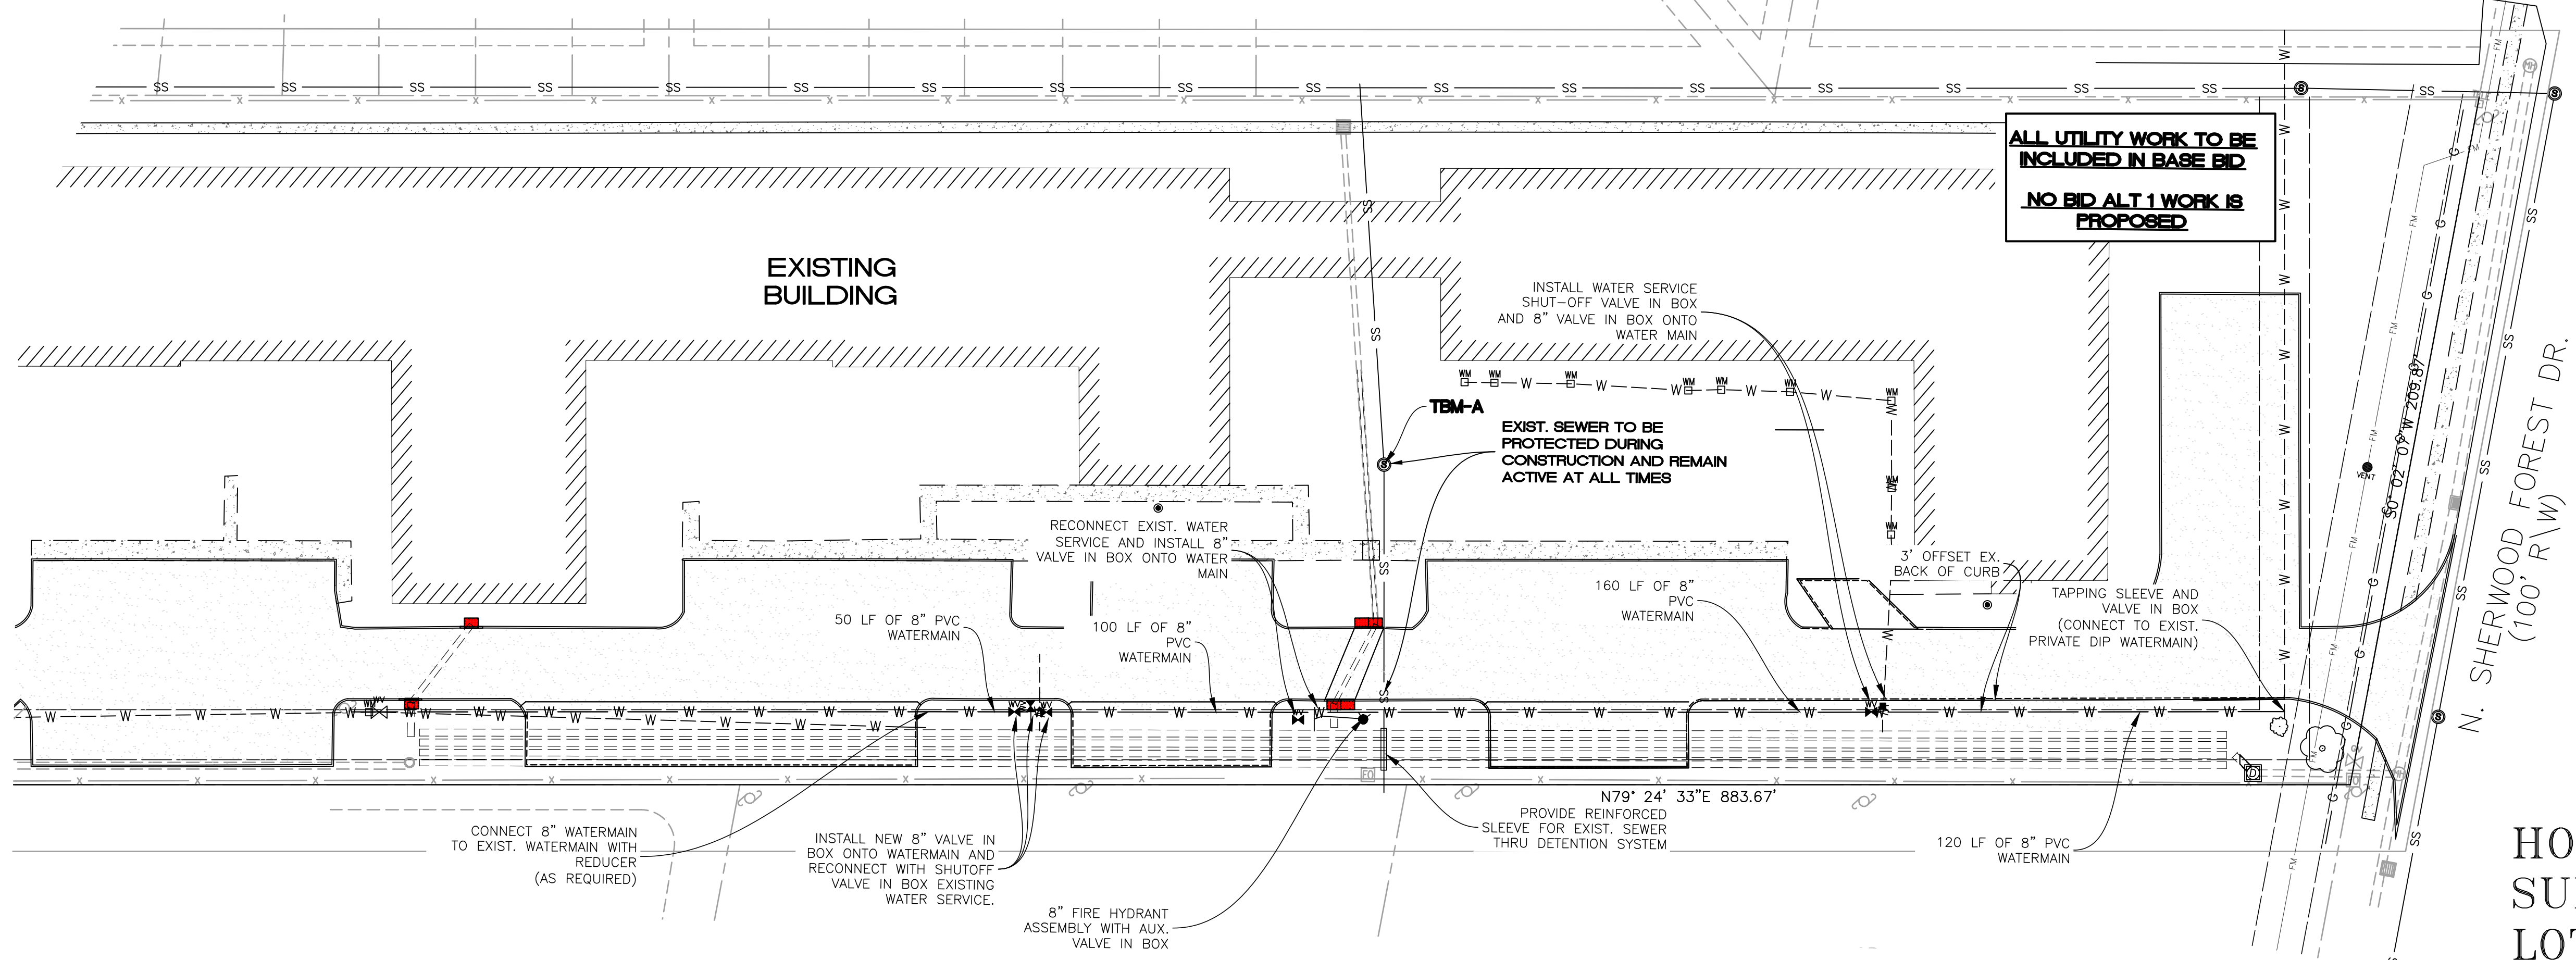 ALL UTILITY WORK TO BE
INCLUDED IN BASE BID
NO BID ALT 1 WORK IS
PROPOSED
EXISTING
BUILDING
INSTALL WATER SERVICE
SHUT-OFF VALVE IN BOX
AND 8" VALVE IN BOX ONTO
WATER MAIN
TBM-A
EXIST. SEWER TO BE
PROTECTED DURING
CONSTRUCTION AND REMAIN
ACTIVE AT ALL TIMES
VENT
S0° 02' 07"W 209.87'
N. SHERWOOD FOREST DR.
(100' R\W)
RECONNECT EXIST. WATER
SERVICE AND INSTALL 8"
VALVE IN BOX ONTO WATER
MAIN
3' OFFSET EX.
BACK OF CURB
160 LF OF 8"
PVC
WATERMAIN
TAPPING SLEEVE AND
VALVE IN BOX
(CONNECT TO EXIST.
PRIVATE DIP WATERMAIN)
50 LF OF 8" PVC
WATERMAIN
100 LF OF 8"
PVC
WATERMAIN
N79° 24' 33"E 883.67'
CONNECT 8" WATERMAIN
TO EXIST. WATERMAIN WITH
REDUCER
(AS REQUIRED)
INSTALL NEW 8" VALVE IN
BOX ONTO WATERMAIN AND
RECONNECT WITH SHUTOFF
VALVE IN BOX EXISTING
WATER SERVICE.
PROVIDE REINFORCED
SLEEVE FOR EXIST. SEWER
THRU DETENTION SYSTEM
120 LF OF 8" PVC
WATERMAIN
8" FIRE HYDRANT
ASSEMBLY WITH AUX.
VALVE IN BOX
HO
SU
LOT